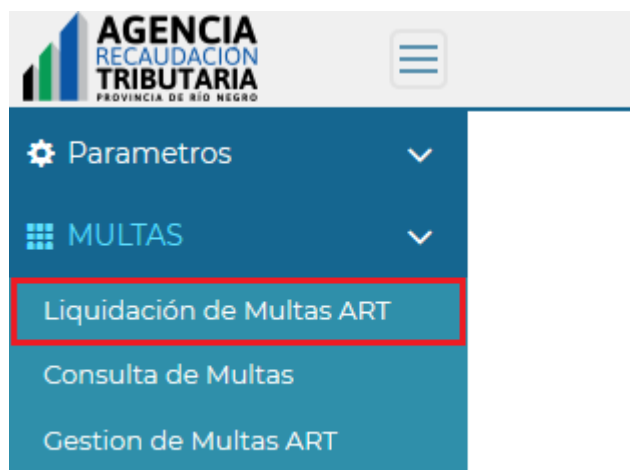 AGENCIA
RECAUDACIÓN
TRIBUTARIA
PROVINCIA DE RÍO NEGRO
Parametros
MULTAS
Liquidación de Multas ART
Consulta de Multas
Gestion de Multas ART